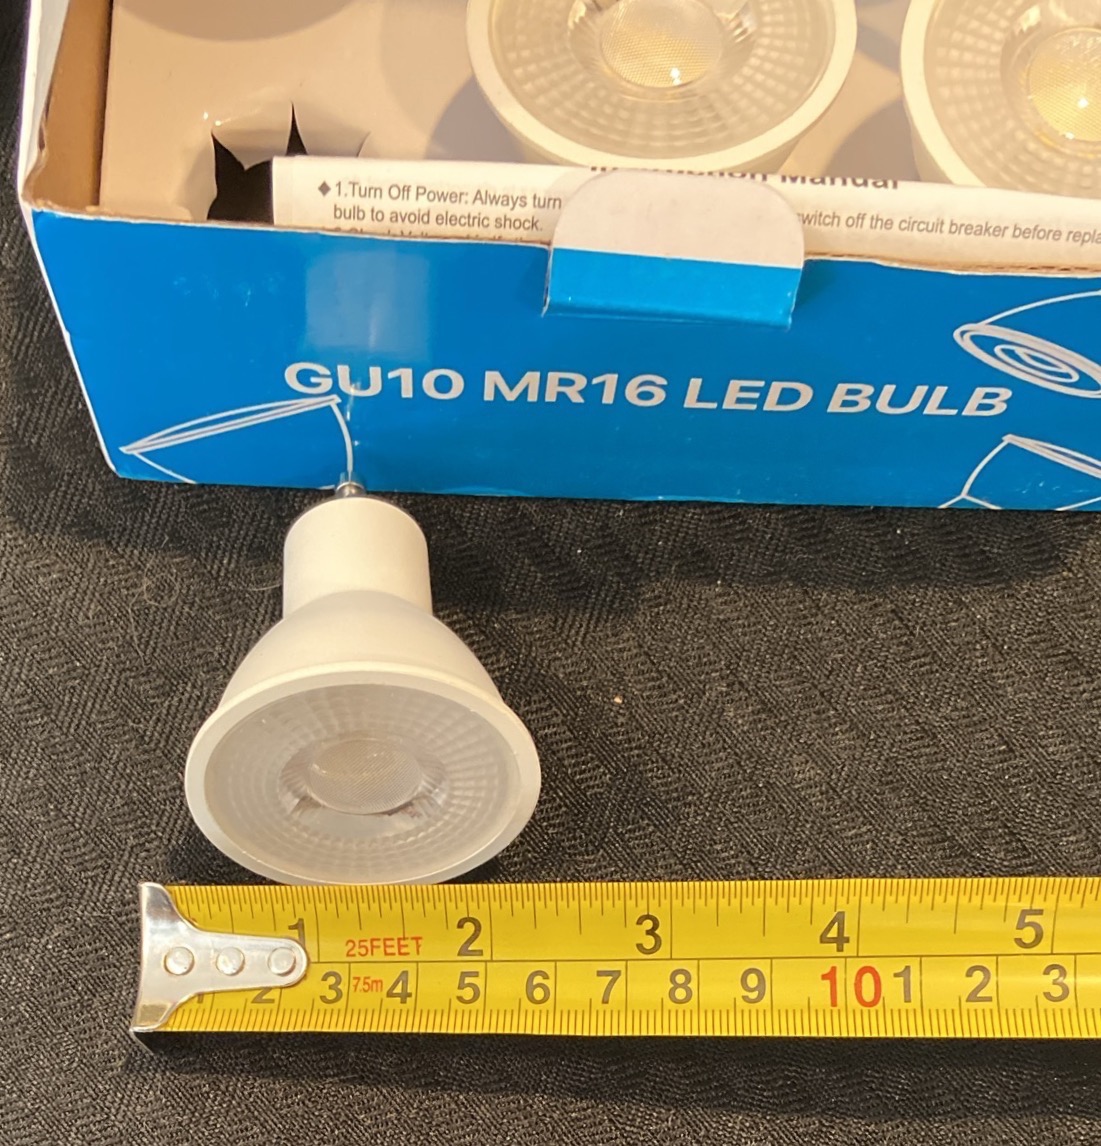 Manual
♦ 1.Turn Off Power: Always turn
switch off the circuit breaker before
bulb to avoid electric shock.
GU10 MR16 LED BULB
1 2 3 4 5
25FEET
1 2 3 4 5 6 7 8 9 10 1 2 3
7.5m